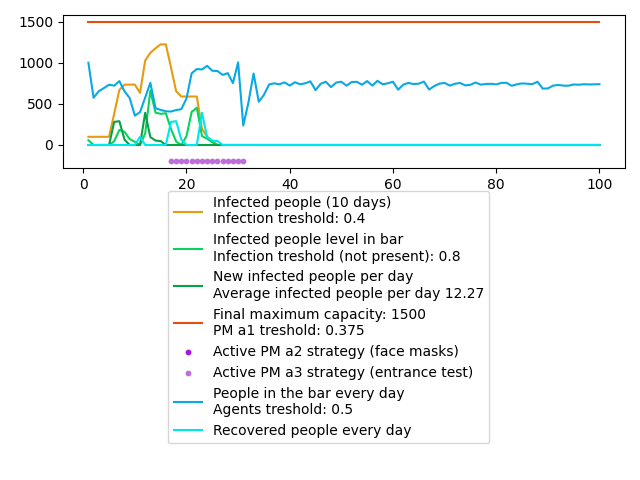 1500
1000
500
0
0
20
40
60
80
100
Infected people (10 days)
Infection treshold: 0.4
Infected people level in bar
Infection treshold (not present): 0.8
New infected people per day
Average infected people per day 12.27
Final maximum capacity: 1500
PM a1 treshold: 0.375
Active PM a2 strategy (face masks)
Active PM a3 strategy (entrance test)
People in the bar every day
Agents treshold: 0.5
Recovered people every day